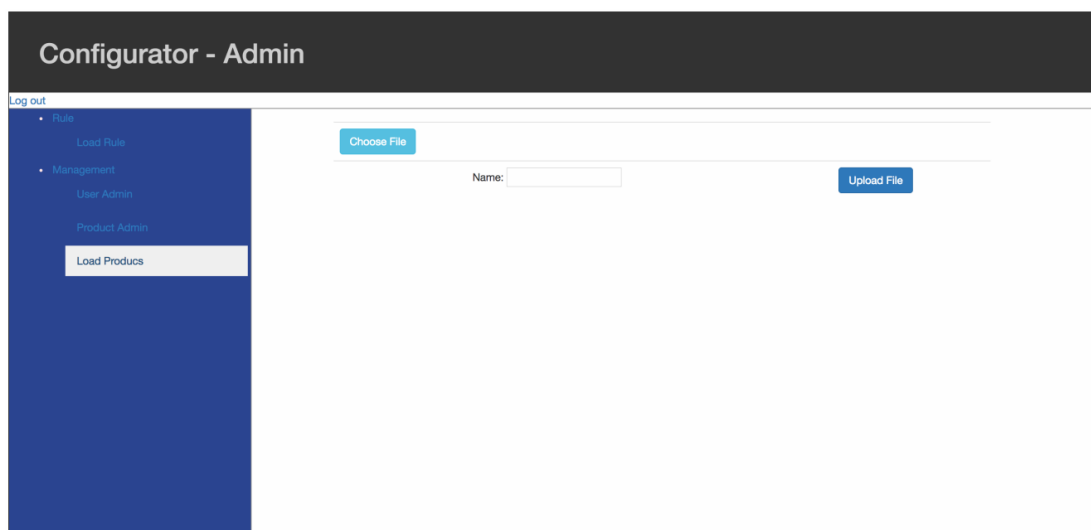 Configurator - Admin
Log out
Rule
Load Rule
Management
User Admin
Product Admin
Load Producs
Choose File
Name:
Upload File